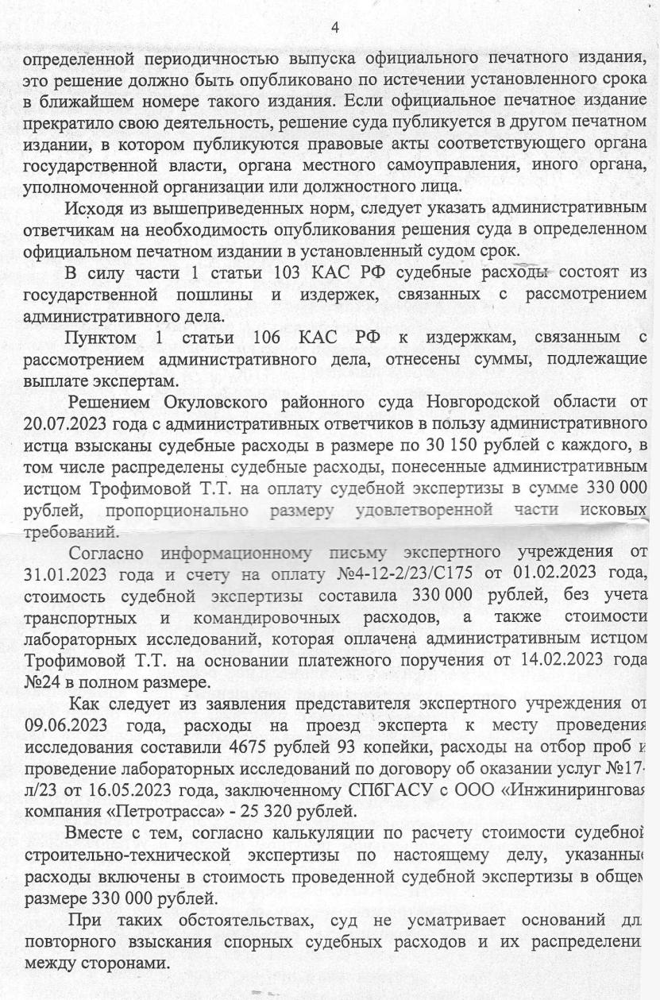 4
определенной периодичностью выпуска официального печатного издания,
это решение должно быть опубликовано по истечении установленного срока
в ближайшем номере такого издания. Если официальное печатное издание
прекратило свою деятельность, решение суда публикуется в другом печатном
издании, в котором публикуются правовые акты соответствующего органа
государственной власти, органа местного самоуправления, иного органа,
уполномоченной организации или должностного лица.
Исходя из вышеприведенных норм, следует указать административным
ответчикам на необходимость опубликования решения суда в определенном
официальном печатном издании в установленный судом срок.
В силу части 1 статьи 103 КАС РФ судебные расходы состоят из
государственной пошлины и издержек, связанных с рассмотрением
административного дела.
Пунктом 1 статьи 106 КАС РФ к издержкам, связанным с
рассмотрением административного дела, отнесены суммы, подлежащие
выплате экспертам.
Решением Окуловского районного суда Новгородской области от
20.07.2023 года с административных ответчиков в пользу административного
истца взысканы судебные расходы в размере по 30 150 рублей с каждого, в
том числе распределены судебные расходы, понесенные административным
истцом Трофимовой Т.Т. на оплату судебной экспертизы в сумме 330 000
рублей, пропорционально размеру удовлетворенной части исковых
требований.
Согласно информационному письму экспертного учреждения от
31.01.2023 года и счету на оплату №4-12-2/23/С175 от 01.02.2023 года,
стоимость судебной экспертизы составила 330 000 рублей, без учета
транспортных и командировочных расходов, а также стоимости
лабораторных исследований, которая оплачена административным истцом
Трофимовой Т.Т. на основании платежного поручения от 14.02.2023 года
№24 в полном размере.
Как следует из заявления представителя экспертного учреждения от
09.06.2023 года, расходы на проезд эксперта к месту проведения
исследования составили 4675 рублей 93 копейки, расходы на отбор проб и
проведение лабораторных исследований по договору об оказании услуг №17-
л/23 от 16.05.2023 года, заключенному СПбГАСУ с ООО «Инжиниринговая
компания «Петротрасса» - 25 320 рублей.
Вместе с тем, согласно калькуляции по расчету стоимости судебной
строительно-технической экспертизы по настоящему делу, указанные
расходы включены в стоимость проведенной судебной экспертизы в общем
размере 330 000 рублей.
При таких обстоятельствах, суд не усматривает оснований для
повторного взыскания спорных судебных расходов и их распределени
между сторонами.